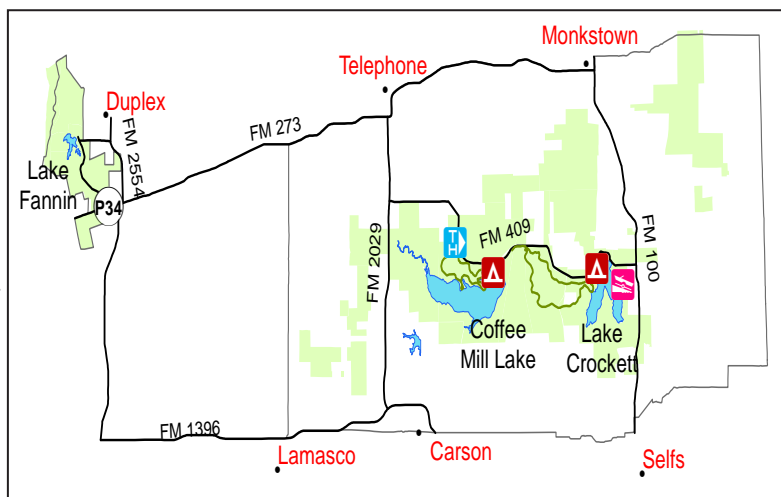 Monkstown
Telephone
Duplex
FM 273
FM 2554
Lake
Fannin
P34
FM 409
TH
FM 2029
FM 100
Coffee
Mill Lake
Lake
Crockett
FM 1396
Lamasco
Carson
Selfs